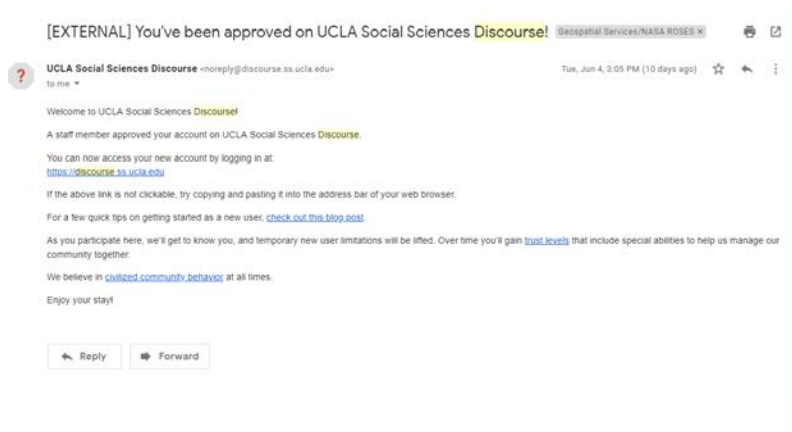 [EXTERNAL] You've been approved on UCLA Social Sciences Discourse! Geospatial Services/NASA ROSES ×
? UCLA Social Sciences Discourse <noreply@discourse.ss.ucla.edu> Tue, Jun 4, 3:05 PM (10 days ago)
to me
Welcome to UCLA Social Sciences Discourse!
A staff member approved your account on UCLA Social Sciences Discourse.
You can now access your new account by logging in at:
https://discourse.ss.ucla.edu
If the above link is not clickable, try copying and pasting it into the address bar of your web browser.
For a few quick tips on getting started as a new user, check out this blog post.
As you participate here, we'll get to know you, and temporary new user limitations will be lifted. Over time you'll gain trust levels that include special abilities to help us manage our
community together.
We believe in civilized community behavior at all times.
Enjoy your stay!
Reply Forward